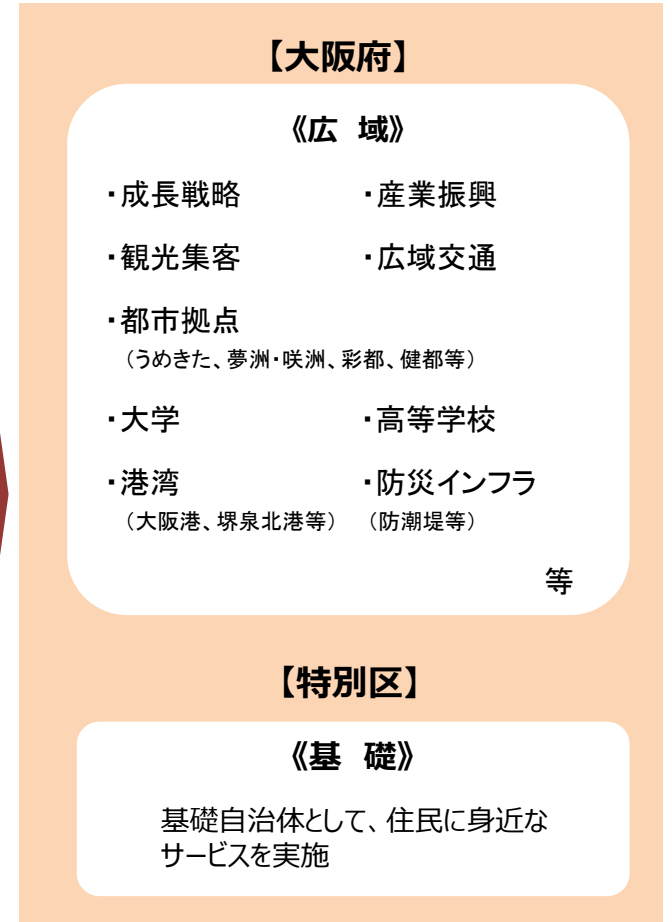 【大阪府】
《広 域》
・成長戦略 ・産業振興
・観光集客 ・広域交通
・都市拠点
（うめきた、夢洲・咲洲、彩都、健都等）
・大学 ・高等学校
・港湾 ・防災インフラ
（大阪港、堺泉北港等） （防潮堤等）
等
【特別区】
《基 礎》
基礎自治体として、住民に身近な
サービスを実施